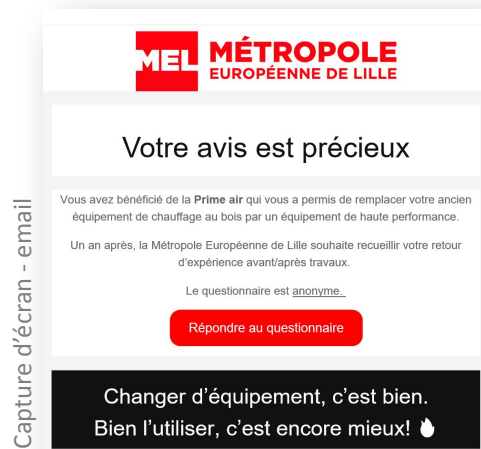 Capture d’écran - email
MEL MÉTROPOLE
EUROPÉENNE DE LILLE
Votre avis est précieux
Vous avez bénéficié de la Prime air qui vous a permis de remplacer votre ancien
équipement de chauffage au bois par un équipement de haute performance.
Un an après, la Métropole Européenne de Lille souhaite recueillir votre retour
d’expérience avant/après travaux.
Le questionnaire est anonyme.
Répondre au questionnaire
Changer d’équipement, c’est bien.
Bien l’utiliser, c’est encore mieux!